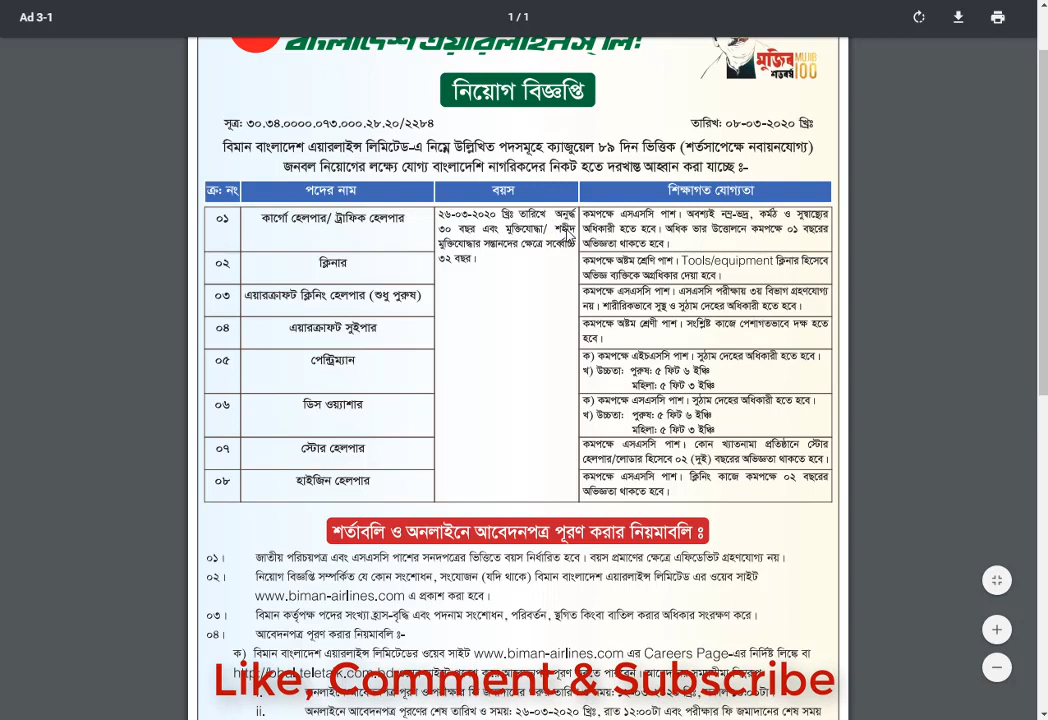 Ad 3-1
1 / 1
বাংলাদেশ এয়ারলাইনস্ লিঃ
মুজিব MUJIB
শতবর্ষ 100
নিয়োগ বিজ্ঞপ্তি
সূত্র: ৩০.৩৪.০০০০.০৭৩.০০০.২৮.২০/২২৮৪ তারিখ: ০৮-০৩-২০২০ খ্রিঃ
বিমান বাংলাদেশ এয়ারলাইন্স লিমিটেড-এ নিম্নে উল্লিখিত পদসমূহে ক্যাজুয়েল ৮৯ দিন ভিত্তিক (শর্তসাপেক্ষে নবায়নযোগ্য)
জনবল নিয়োগের লক্ষ্যে যোগ্য বাংলাদেশি নাগরিকদের নিকট হতে দরখাস্ত আহ্বান করা যাচ্ছে ঃ-
ক্র: নং পদের নাম বয়স শিক্ষাগত যোগ্যতা
০১ কার্গো হেলপার/ ট্রাফিক হেলপার
২৬-০৩-২০২০ খ্রিঃ তারিখে অনুর্দ্ধ
৩০ বছর এবং মুক্তিযোদ্ধা/ শহীদ
মুক্তিযোদ্ধার সন্তানদের ক্ষেত্রে সর্বোচ্চ
৩২ বছর।
কমপক্ষে এসএসসি পাশ। অবশ্যই নম্র-ভদ্র, কর্মঠ ও সুস্বাস্থ্যের
অধিকারী হতে হবে। অধিক ভার উত্তোলনে কমপক্ষে ০১ বছরের
অভিজ্ঞতা থাকতে হবে।
০২ ক্লিনার
কমপক্ষে অষ্টম শ্রেণি পাশ। Tools/equipment ক্লিনার হিসেবে
অভিজ্ঞ ব্যক্তিকে অগ্রধিকার দেয়া হবে।
০৩ এয়ারক্রাফট ক্লিনিং হেলপার (শুধু পুরুষ)
কমপক্ষে এসএসসি পাশ। এসএসসি পরীক্ষায় ৩য় বিভাগ গ্রহণযোগ্য
নয়। শারীরিকভাবে সুস্থ ও সুঠাম দেহের অধিকারী হতে হবে।
০৪ এয়ারক্রাফট সুইপার
কমপক্ষে অষ্টম শ্রেণী পাশ। সংশ্লিষ্ট কাজে পেশাগতভাবে দক্ষ হতে
হবে।
০৫ পেন্ট্রিম্যান
ক) কমপক্ষে এইচএসসি পাশ। সুঠাম দেহের অধিকারী হতে হবে।
খ) উচ্চতা: পুরুষ: ৫ ফিট ৬ ইঞ্চি
মহিলা: ৫ ফিট ৩ ইঞ্চি
০৬ ডিস ওয়্যাশার
ক) কমপক্ষে এসএসসি পাশ। সুঠাম দেহের অধিকারী হতে হবে।
খ) উচ্চতা: পুরুষ: ৫ ফিট ৬ ইঞ্চি
মহিলা: ৫ ফিট ৩ ইঞ্চি
০৭ স্টোর হেলপার
কমপক্ষে এসএসসি পাশ। কোন খ্যাতনামা প্রতিষ্ঠানে স্টোর
হেলপার/লোডার হিসেবে ০২ (দুই) বছরের অভিজ্ঞতা থাকতে হবে।
০৮ হাইজিন হেলপার
কমপক্ষে এসএসসি পাশ। ক্লিনিং কাজে কমপক্ষে ০২ বছরের
অভিজ্ঞতা থাকতে হবে।
শর্তাবলি ও অনলাইনে আবেদনপত্র পূরণ করার নিয়মাবলি ঃ
০১। জাতীয় পরিচয়পত্র এবং এসএসসি পাশের সনদপত্রের ভিত্তিতে বয়স নির্ধারিত হবে। বয়স প্রমাণের ক্ষেত্রে এফিডেভিট গ্রহণযোগ্য নয়।
০২। নিয়োগ বিজ্ঞপ্তি সম্পর্কিত যে কোন সংশোধন, সংযোজন (যদি থাকে) বিমান বাংলাদেশ এয়ারলাইন্স লিমিটেড এর ওয়েব সাইট
www.biman-airlines.com এ প্রকাশ করা হবে।
০৩। বিমান কর্তৃপক্ষ পদের সংখ্যা হ্রাস-বৃদ্ধি এবং পদনাম সংশোধন, পরিবর্তন, স্থগিত কিংবা বাতিল করার অধিকার সংরক্ষণ করে।
০৪। আবেদনপত্র পূরণ করার নিয়মাবলি ঃ-
ক) বিমান বাংলাদেশ এয়ারলাইন্স লিমিটেডের ওয়েব সাইট www.biman-airlines.com এর Careers Page-এর নির্দিষ্ট লিঙ্কে বা
Like, Comment & Subscribe
ii. অনলাইনে আবেদনপত্র পূরণের শেষ তারিখ ও সময়: ২৬-০৩-২০২০ খ্রিঃ, রাত ১২:০০টা এবং পরীক্ষার ফি জমাদানের শেষ সময়